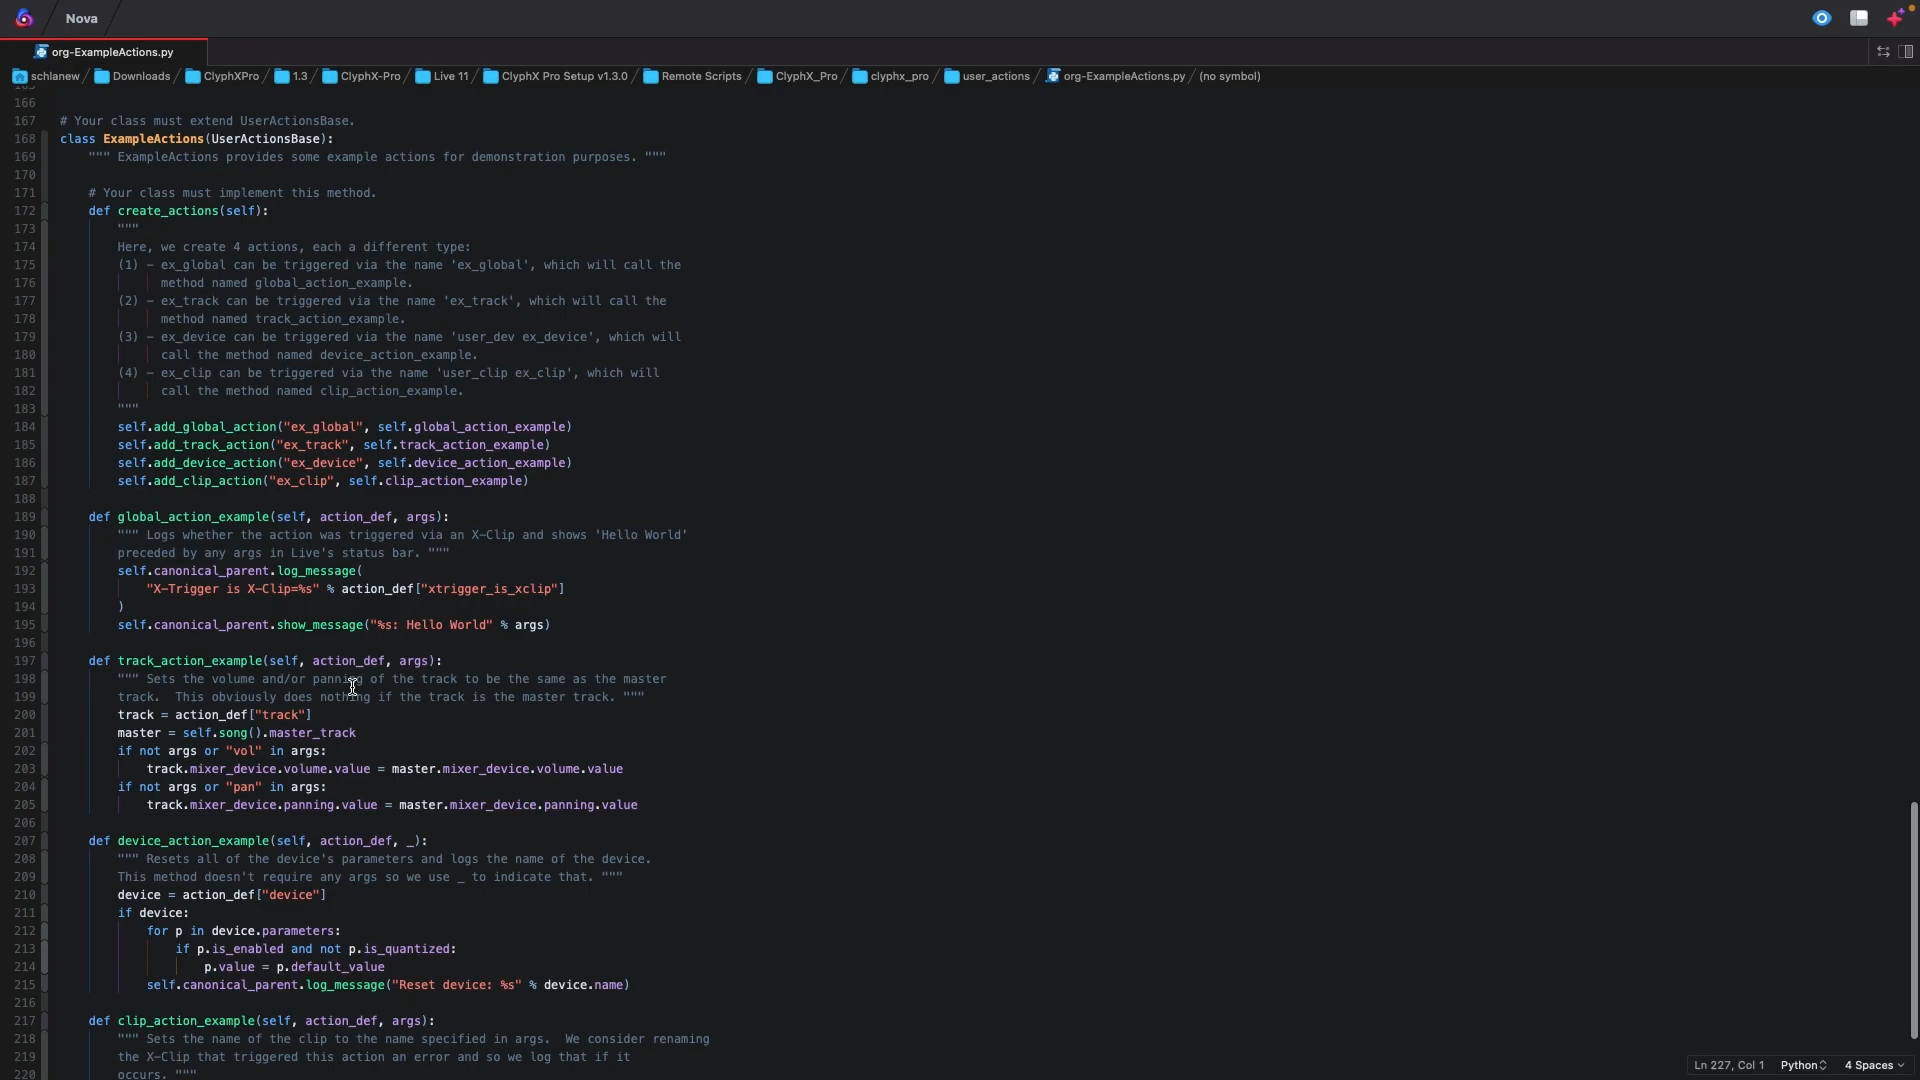 Nova
org-ExampleActions.py
schlanew / Downloads / ClyphXPro / 1.3 / ClyphX-Pro / Live 11 / ClyphX Pro Setup v1.3.0 / Remote Scripts / ClyphX_Pro / clyphx_pro / user_actions / org-ExampleActions.py / (no symbol)
166
167 # Your class must extend UserActionsBase.
168 class ExampleActions(UserActionsBase):
169 """ ExampleActions provides some example actions for demonstration purposes. """
170
171 # Your class must implement this method.
172 def create_actions(self):
173 """
174 Here, we create 4 actions, each a different type:
175 (1) - ex_global can be triggered via the name 'ex_global', which will call the
176 method named global_action_example.
177 (2) - ex_track can be triggered via the name 'ex_track', which will call the
178 method named track_action_example.
179 (3) - ex_device can be triggered via the name 'user_dev ex_device', which will
180 call the method named device_action_example.
181 (4) - ex_clip can be triggered via the name 'user_clip ex_clip', which will
182 call the method named clip_action_example.
183 """
184 self.add_global_action("ex_global", self.global_action_example)
185 self.add_track_action("ex_track", self.track_action_example)
186 self.add_device_action("ex_device", self.device_action_example)
187 self.add_clip_action("ex_clip", self.clip_action_example)
188
189 def global_action_example(self, action_def, args):
190 """ Logs whether the action was triggered via an X-Clip and shows 'Hello World'
191 preceded by any args in Live's status bar. """
192 self.canonical_parent.log_message(
193 "X-Trigger is X-Clip=%s" % action_def["xtrigger_is_xclip"]
194 )
195 self.canonical_parent.show_message("%s: Hello World" % args)
196
197 def track_action_example(self, action_def, args):
198 """ Sets the volume and/or panning of the track to be the same as the master
199 track.  This obviously does nothing if the track is the master track. """
200 track = action_def["track"]
201 master = self.song().master_track
202 if not args or "vol" in args:
203 track.mixer_device.volume.value = master.mixer_device.volume.value
204 if not args or "pan" in args:
205 track.mixer_device.panning.value = master.mixer_device.panning.value
206
207 def device_action_example(self, action_def, _):
208 """ Resets all of the device's parameters and logs the name of the device.
209 This method doesn't require any args so we use _ to indicate that. """
210 device = action_def["device"]
211 if device:
212 for p in device.parameters:
213 if p.is_enabled and not p.is_quantized:
214 p.value = p.default_value
215 self.canonical_parent.log_message("Reset device: %s" % device.name)
216
217 def clip_action_example(self, action_def, args):
218 """ Sets the name of the clip to the name specified in args.  We consider renaming
219 the X-Clip that triggered this action an error and so we log that if it
220 occurs. """
Ln 227, Col 1 Python 4 Spaces